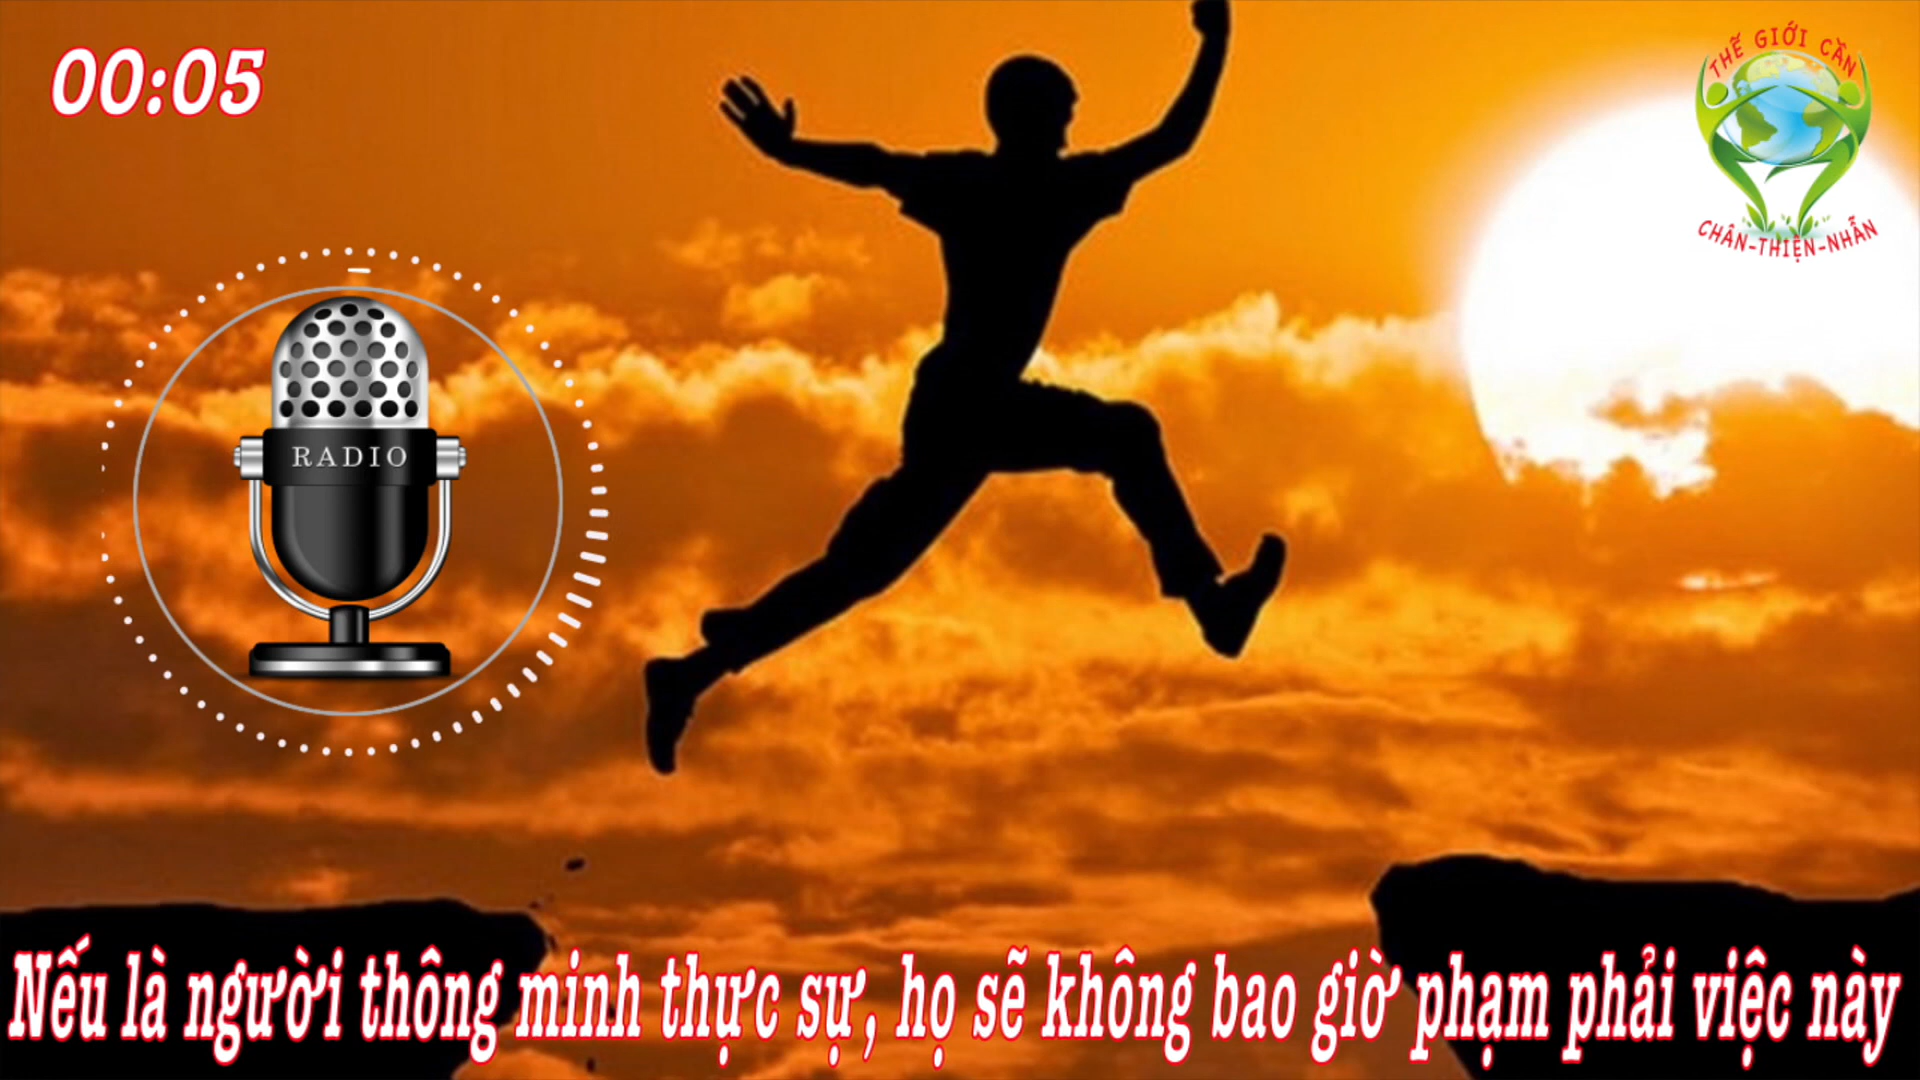 00:05
THẾ GIỚI CẦN
CHÂN-THIỆN-NHẪN
RADIO
Nếu là người thông minh thực sự, họ sẽ không bao giờ phạm phải việc này